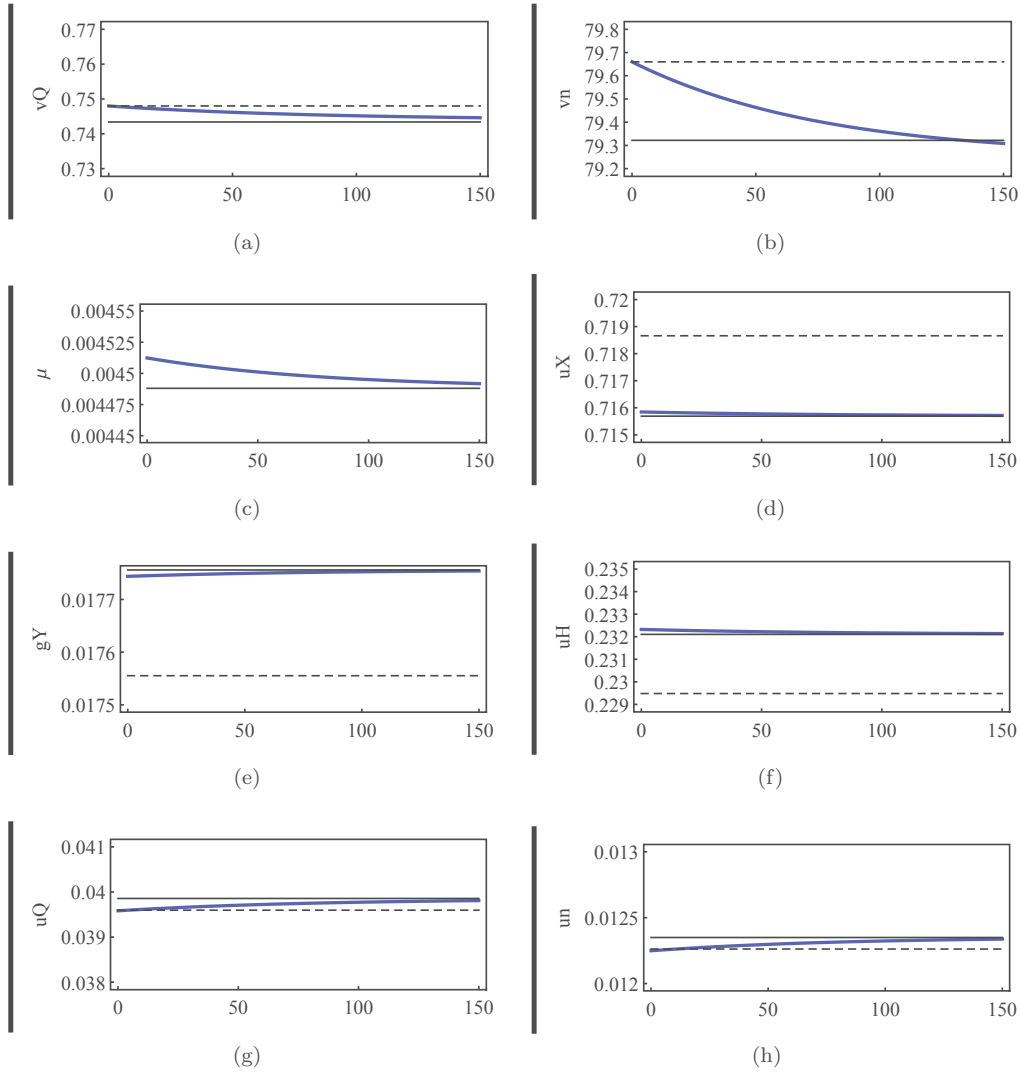 0.77
0.76
0.75
0.74
0.73
vQ
0 50 100 150
(a)
79.8
79.7
79.6
79.5
79.4
79.3
79.2
vn
0 50 100 150
(b)
0.00455
0.004525
0.0045
0.004475
0.00445
μ
0 50 100 150
(c)
0.72
0.719
0.718
0.717
0.716
0.715
uX
0 50 100 150
(d)
0.0177
0.0176
0.0175
gY
0 50 100 150
(e)
0.235
0.234
0.233
0.232
0.231
0.23
0.229
uH
0 50 100 150
(f)
0.041
0.04
0.039
0.038
uQ
0 50 100 150
(g)
0.013
0.0125
0.012
un
0 50 100 150
(h)